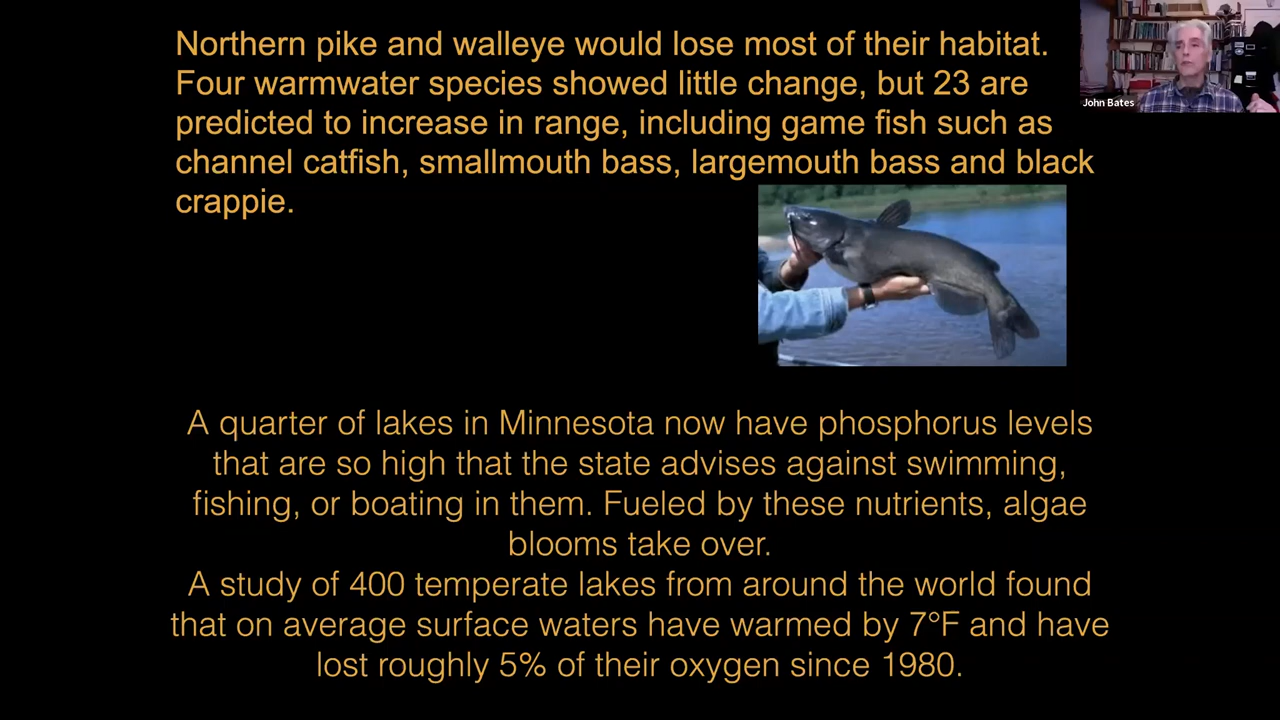 Northern pike and walleye would lose most of their habitat.
Four warmwater species showed little change, but 23 are
predicted to increase in range, including game fish such as
channel catfish, smallmouth bass, largemouth bass and black
crappie.
John Bates
A quarter of lakes in Minnesota now have phosphorus levels
that are so high that the state advises against swimming,
fishing, or boating in them. Fueled by these nutrients, algae
blooms take over.
A study of 400 temperate lakes from around the world found
that on average surface waters have warmed by 7°F and have
lost roughly 5% of their oxygen since 1980.